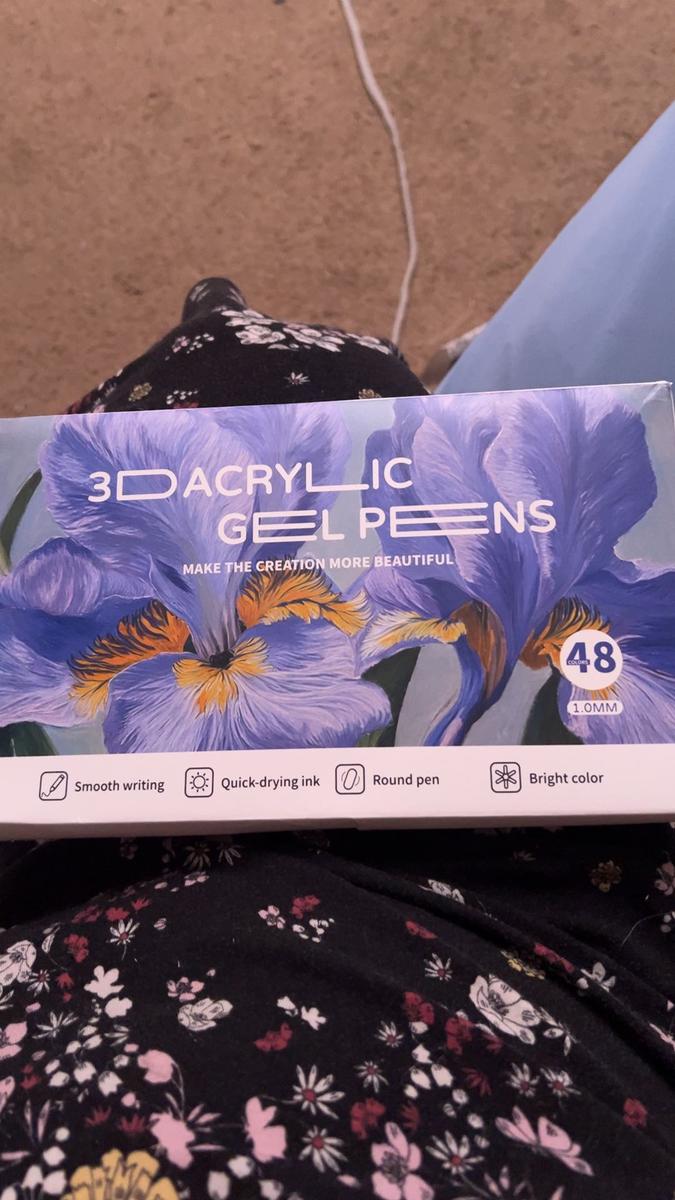 3D ACRYLIC
GEL PENS
MAKE THE CREATION MORE BEAUTIFUL
48
COLORS
1.0MM
Smooth writing
Quick-drying ink
Round pen
Bright color